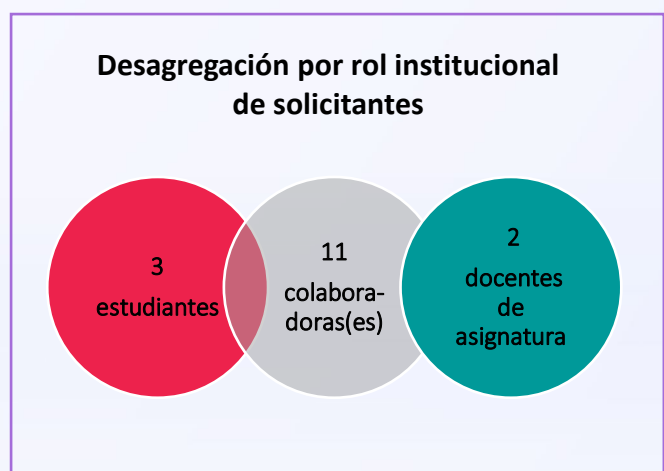 Desagregación por rol institucional
de solicitantes
3
estudiantes
11
colabora-
doras(es)
2
docentes
de
asignatura